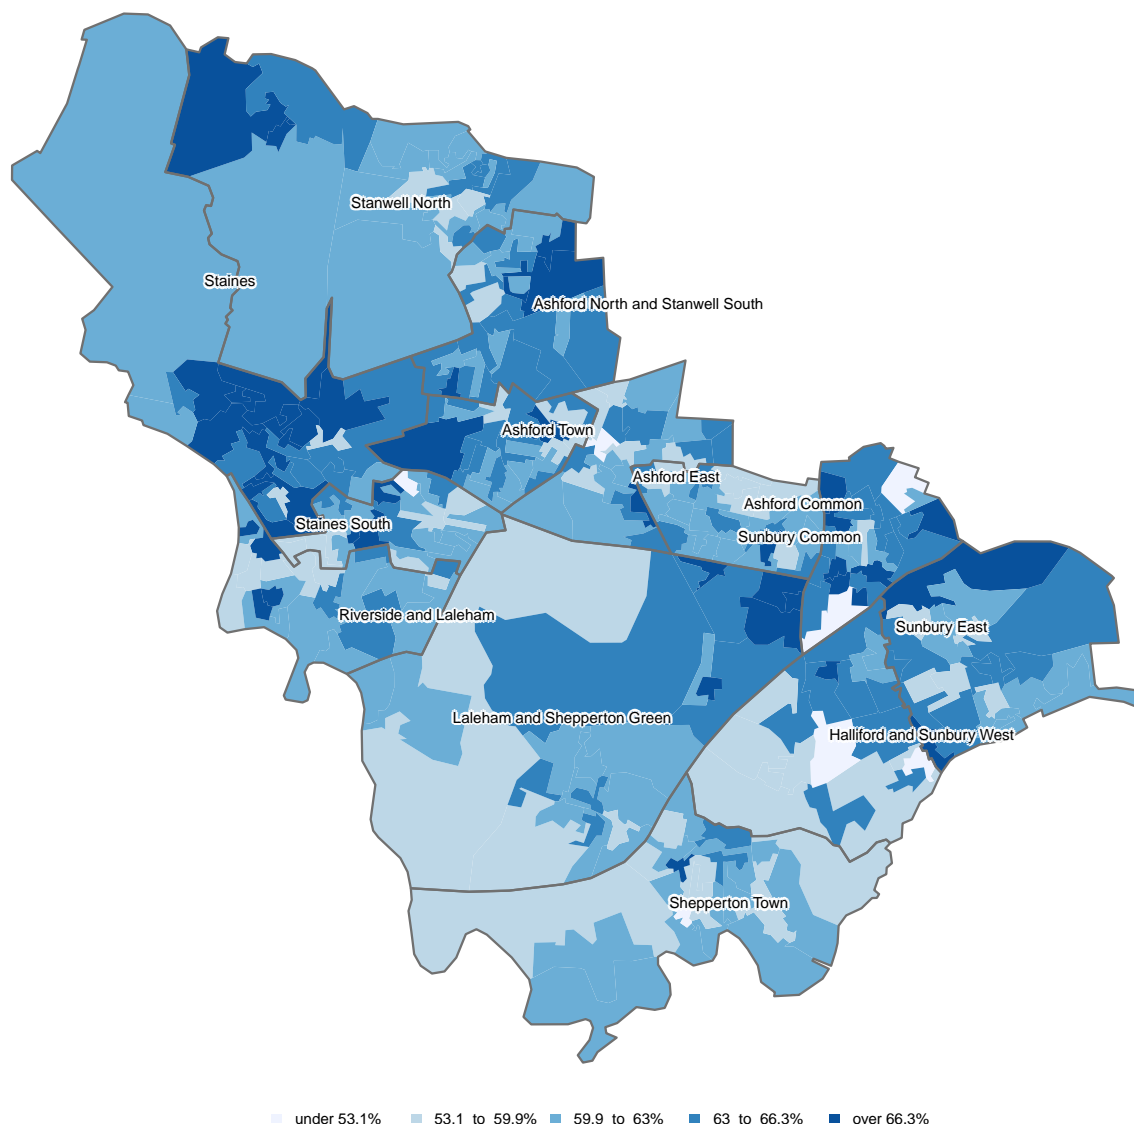 Stanwell North
Staines
Ashford North and Stanwell South
Ashford Town
Ashford East
Ashford Common
Staines South
Sunbury Common
Riverside and Laleham
Sunbury East
Laleham and Shepperton Green
Halliford and Sunbury West
Shepperton Town
under 53.1% 53.1 to 59.9% 59.9 to 63% 63 to 66.3% over 66.3%